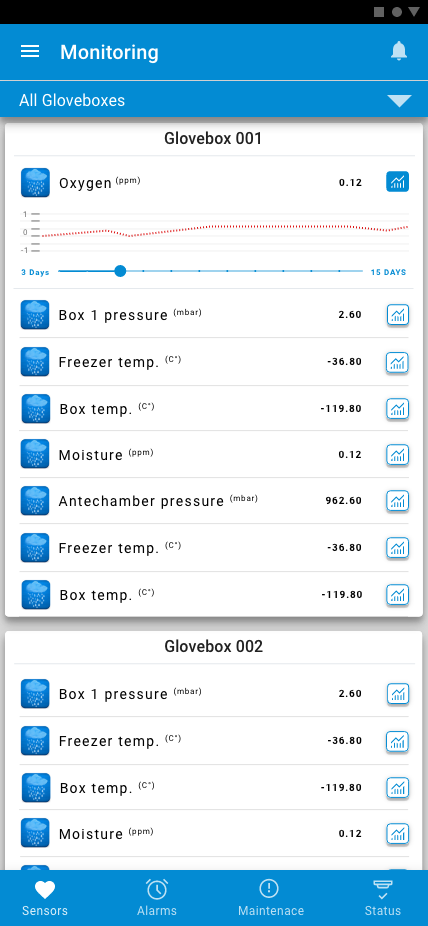 Monitoring
All Gloveboxes
Glovebox 001
Oxygen (ppm) 0.12
1
0
-1
3 Days 15 DAYS
Box 1 pressure (mbar) 2.60
Freezer temp. (C°) -36.80
Box temp. (C°) -119.80
Moisture (ppm) 0.12
Antechamber pressure (mbar) 962.60
Freezer temp. (C°) -36.80
Box temp. (C°) -119.80
Glovebox 002
Box 1 pressure (mbar) 2.60
Freezer temp. (C°) -36.80
Box temp. (C°) -119.80
Moisture (ppm) 0.12
Sensors Alarms Maintenace Status